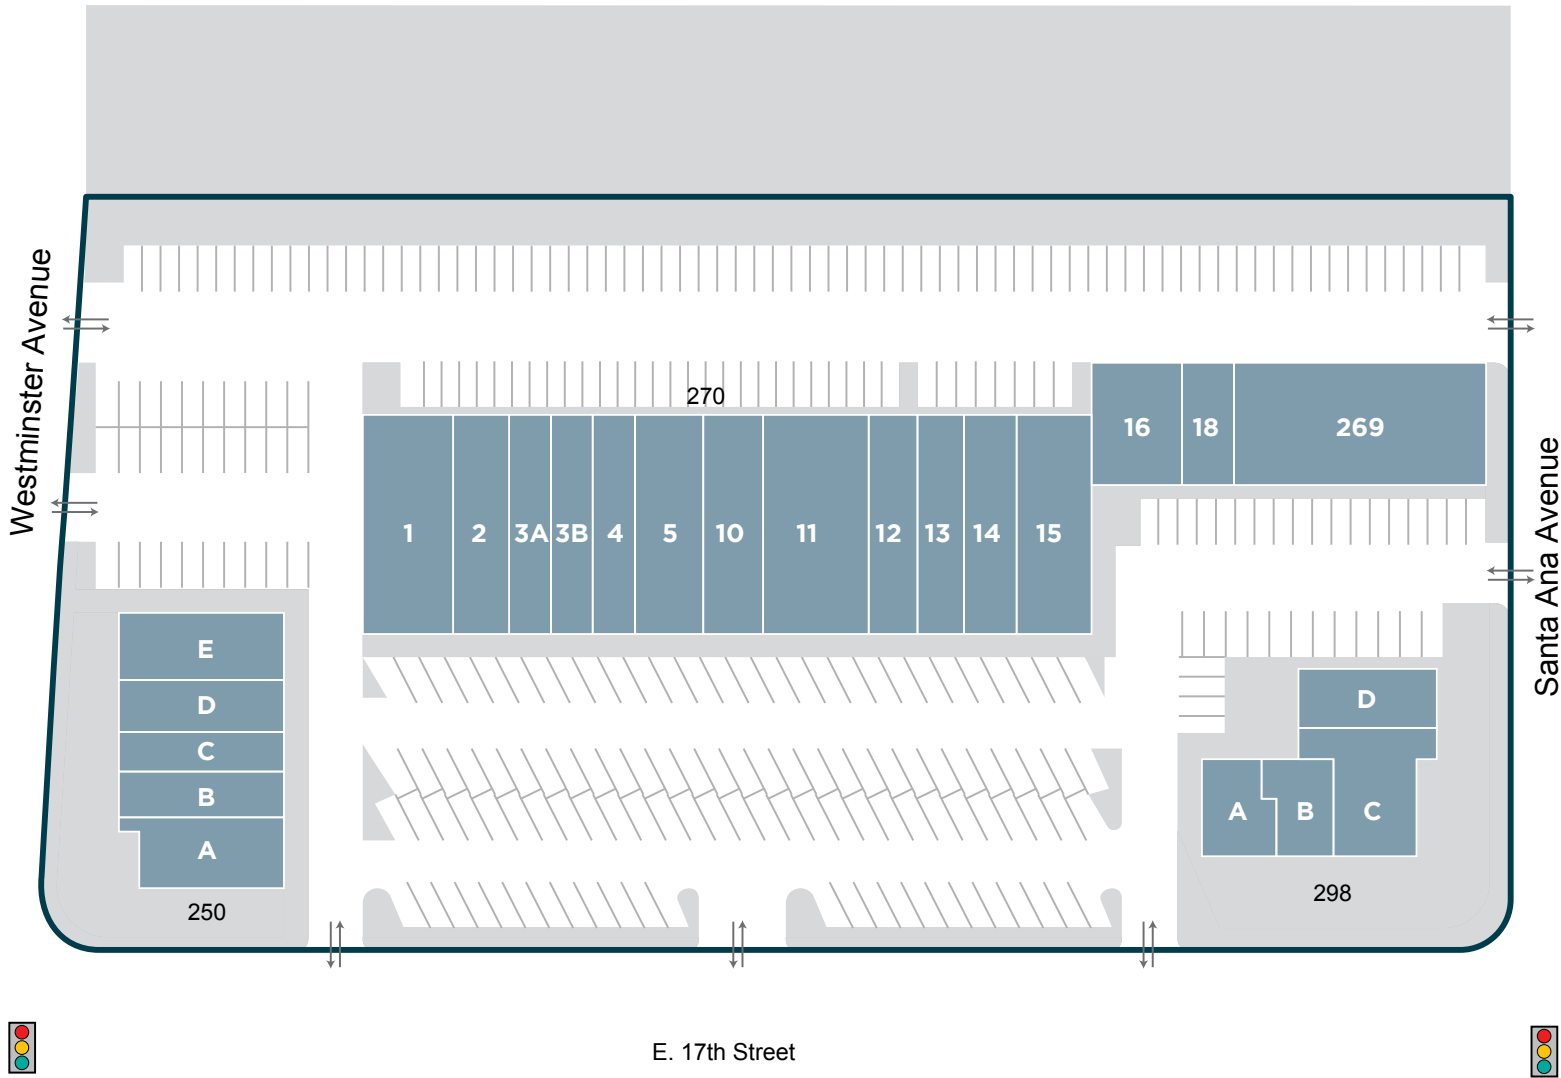 Westminster Avenue
270
16
18
269
1
2
3A
3B
4
5
10
11
12
13
14
15
Santa Ana Avenue
E
D
C
B
A
250
D
A
B
C
298
E. 17th Street